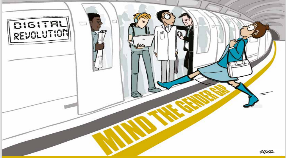 DIGITAL
REVOLUTION
MIND THE GENDER GAP